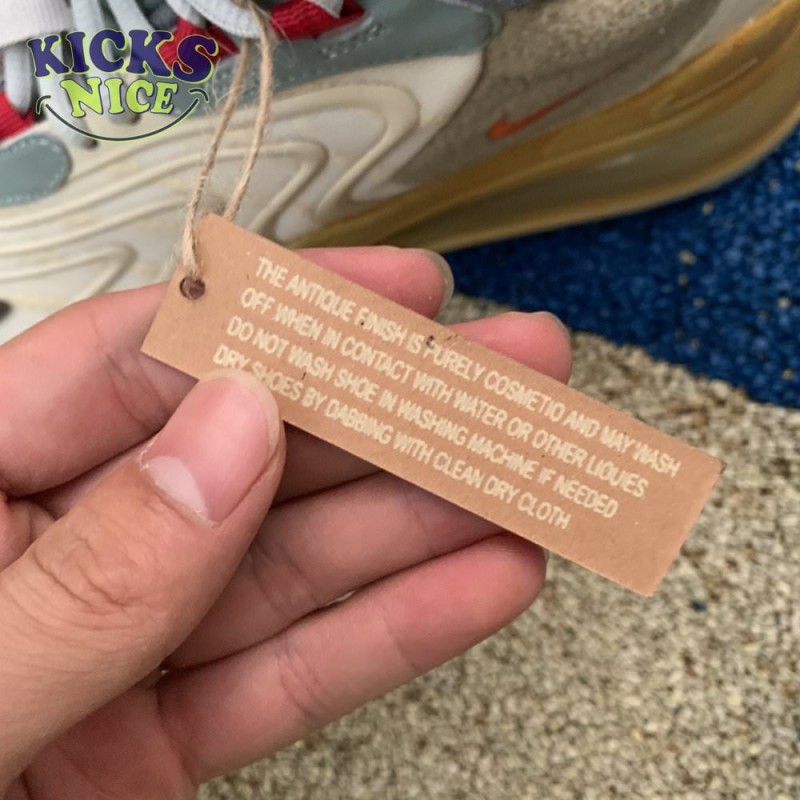 KICKS
NICE
THE ANTIQUE FINISH IS PURELY COSMETIO AND MAY WASH
OFF WHEN IN CONTACT WITH WATER OR OTHER LIQUIES
DO NOT WASH SHOE IN WASHING MACHINE IF NEEDED
DRY SHOES BY DABBING WITH CLEAN DRY CLOTH